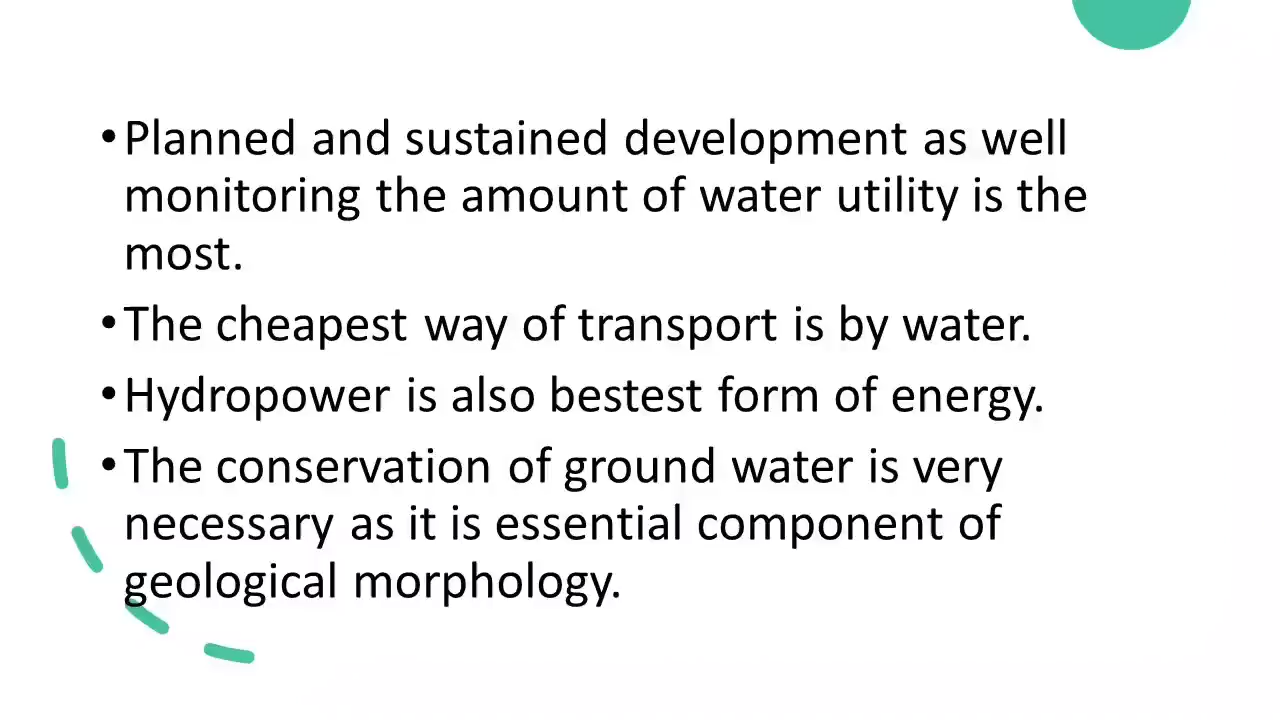 •Planned and sustained development as well
monitoring the amount of water utility is the
most.
•The cheapest way of transport is by water.
•Hydropower is also bestest form of energy.
•The conservation of ground water is very
necessary as it is essential component of
geological morphology.